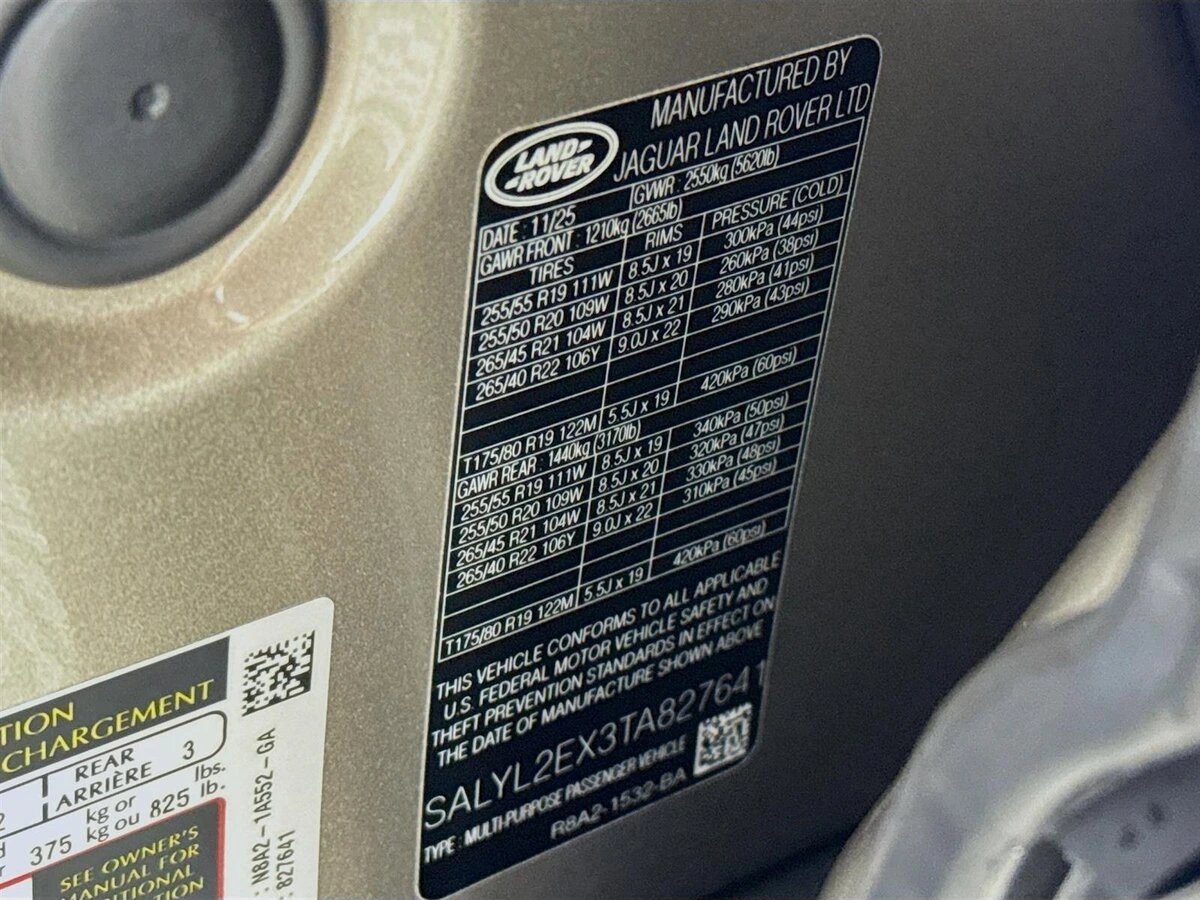 LAND-
-ROVER
MANUFACTURED BY
JAGUAR LAND ROVER LTD
DATE : 11/25 GVWR : 2550kg (5620lb)
GAWR FRONT : 1210kg (2665lb)
TIRES RIMS PRESSURE (COLD)
255/55 R19 111W 8.5J x 19 300kPa (44psi)
255/50 R20 109W 8.5J x 20 260kPa (38psi)
265/45 R21 104W 8.5J x 21 280kPa (41psi)
265/40 R22 106Y 9.0J x 22 290kPa (43psi)
T175/80 R19 122M 5.5J x 19 420kPa (60psi)
GAWR REAR : 1440kg (3170lb)
255/55 R19 111W 8.5J x 19 340kPa (50psi)
255/50 R20 109W 8.5J x 20 320kPa (47psi)
265/45 R21 104W 8.5J x 21 330kPa (48psi)
265/40 R22 106Y 9.0J x 22 310kPa (45psi)
T175/80 R19 122M 5.5J x 19 420kPa (60psi)
THIS VEHICLE CONFORMS TO ALL APPLICABLE
U.S. FEDERAL MOTOR VEHICLE SAFETY AND
THEFT PREVENTION STANDARDS IN EFFECT ON
THE DATE OF MANUFACTURE SHOWN ABOVE
SALYL2EX3TA827641
TYPE : MULTI-PURPOSE PASSENGER VEHICLE
R8A2-1532-BA
CHARGEMENT
REAR
ARRIÈRE 3
kg or lbs.
375 kg ou 825 lb.
SEE OWNER'S
MANUAL FOR
: N8A2-1A552-GA
: 827641